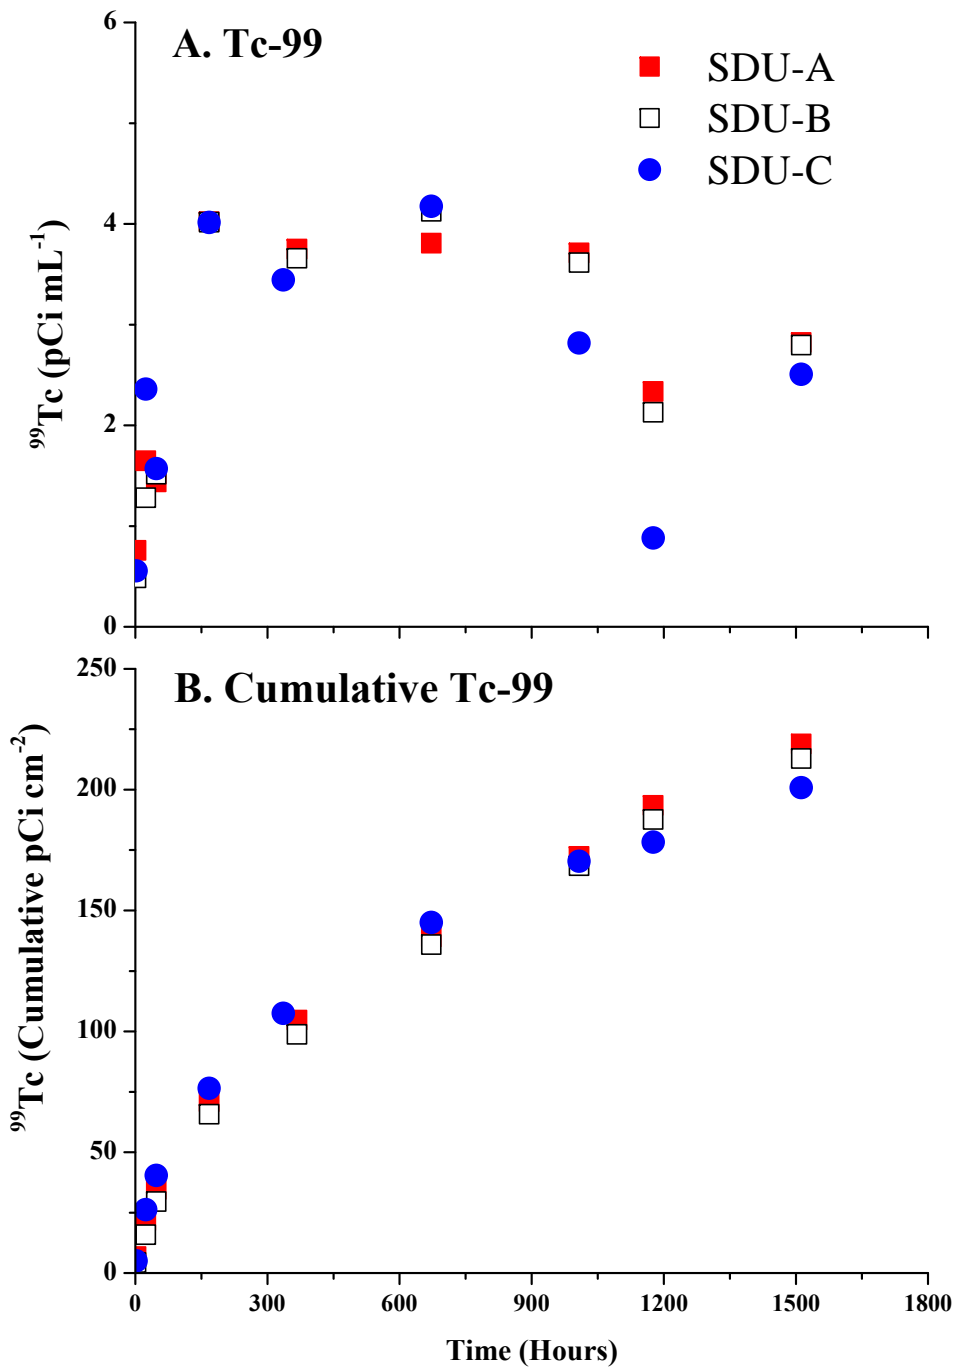 A. Tc-99
SDU-A
SDU-B
SDU-C
6
4
2
0
⁹⁹Tc (pCi mL⁻¹)
B. Cumulative Tc-99
250
200
150
100
50
0
⁹⁹Tc (Cumulative pCi cm⁻²)
0 300 600 900 1200 1500 1800
Time (Hours)